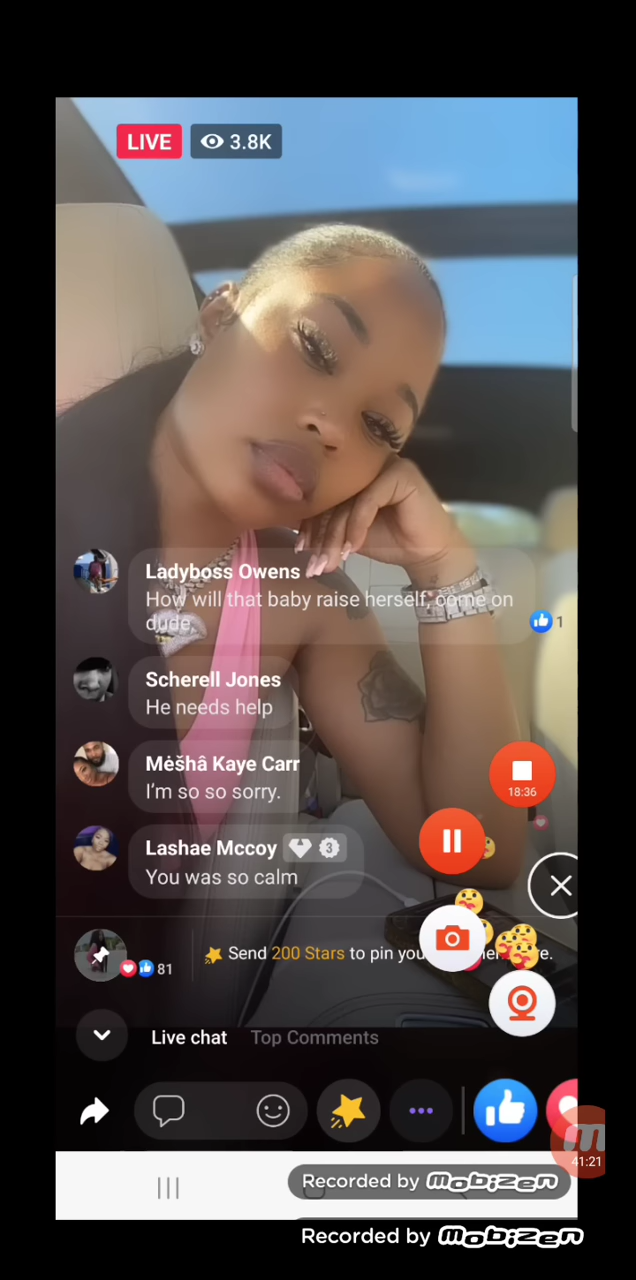 LIVE
3.8K
Ladyboss Owens
How will that baby raise herself, come on
dude
1
Scherell Jones
He needs help
Mėšhâ Kaye Carr
I'm so so sorry.
18:36
Lashae Mccoy 3
You was so calm
81
Send 200 Stars to pin you
re.
Live chat Top Comments
41:21
Recorded by mobizen
Recorded by mobizen